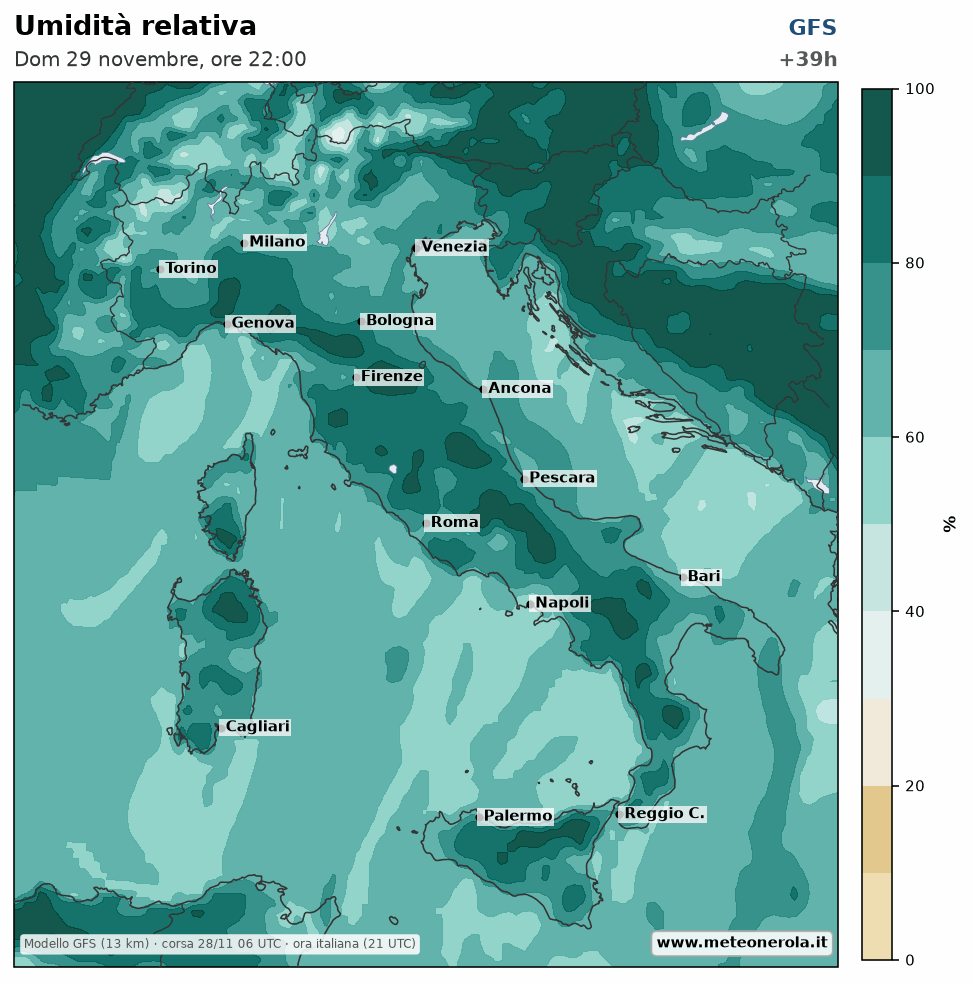 Umidità relativa
GFS
Dom 29 novembre, ore 22:00
+39h
100
80
60
40
20
0
%
Milano
Venezia
Torino
Genova
Bologna
Firenze
Ancona
Pescara
Roma
Bari
Napoli
Cagliari
Palermo
Reggio C.
Modello GFS (13 km) · corsa 28/11 06 UTC · ora italiana (21 UTC)
www.meteonerola.it